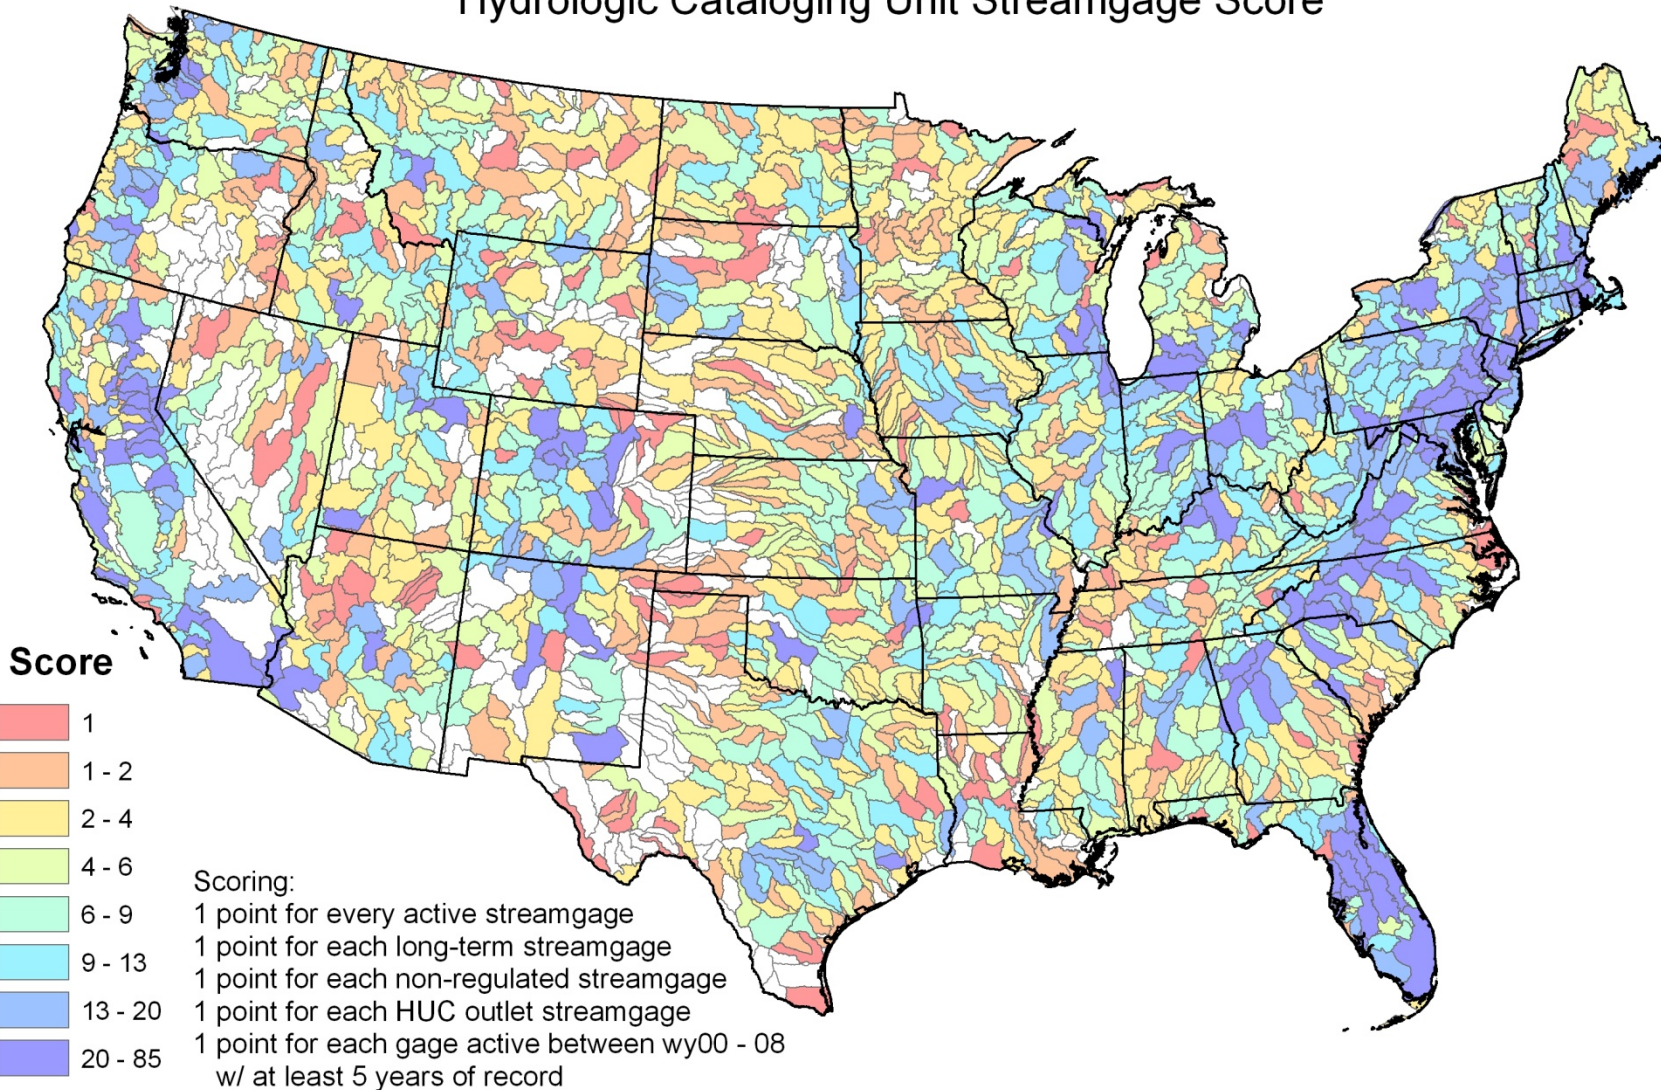 Hydrologic Cataloging Unit Streamgage Score
Score
1
1 - 2
2 - 4
4 - 6
6 - 9
9 - 13
13 - 20
20 - 85
Scoring:
1 point for every active streamgage
1 point for each long-term streamgage
1 point for each non-regulated streamgage
1 point for each HUC outlet streamgage
1 point for each gage active between wy00 - 08
w/ at least 5 years of record